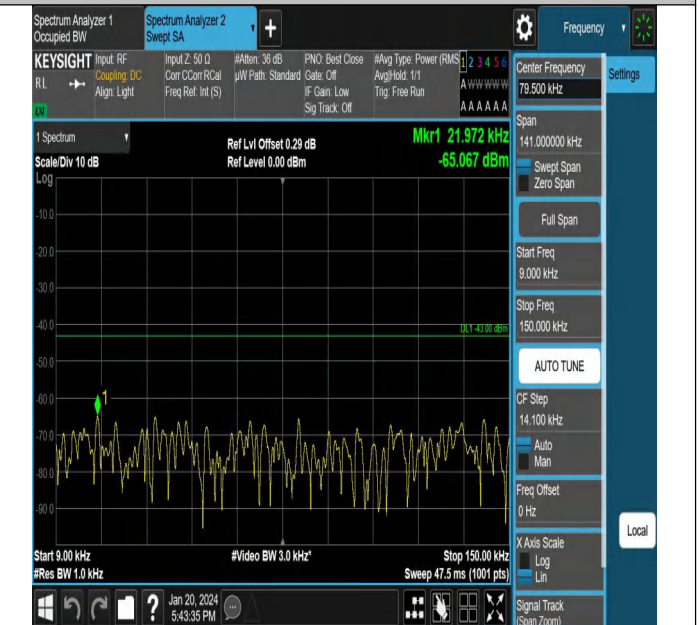 Spectrum Analyzer 1
Occupied BW
Spectrum Analyzer 2
Swept SA
+
Frequency
KEYSIGHT
RL
Input: RF
Coupling: DC
Align: Light
Input Z: 50 Ω
Corr CCorr RCal
Freq Ref: Int (S)
#Atten: 36 dB
µW Path: Standard
PNO: Best Close
Gate: Off
IF Gain: Low
Sig Track: Off
#Avg Type: Power (RMS
Avg|Hold: 1/1
Trig: Free Run
1 2 3 4 5 6
A W W W W W
A A A A A A
1 Spectrum
Scale/Div 10 dB
Log
Ref Lvl Offset 0.29 dB
Ref Level 0.00 dBm
Mkr1 21.972 kHz
-65.067 dBm
-10.0
-20.0
-30.0
-40.0
DL1 -43.00 dBm
-50.0
-60.0
1
-70.0
-80.0
-90.0
Start 9.00 kHz
#Res BW 1.0 kHz
#Video BW 3.0 kHz*
Stop 150.00 kHz
Sweep 47.5 ms (1001 pts)
?
Jan 20, 2024
5:43:35 PM
Center Frequency
79.500 kHz
Settings
Span
141.000000 kHz
Swept Span
Zero Span
Full Span
Start Freq
9.000 kHz
Stop Freq
150.000 kHz
AUTO TUNE
CF Step
14.100 kHz
Auto
Man
Freq Offset
0 Hz
X Axis Scale
Log
Lin
Local
Signal Track
(Span Zoom)